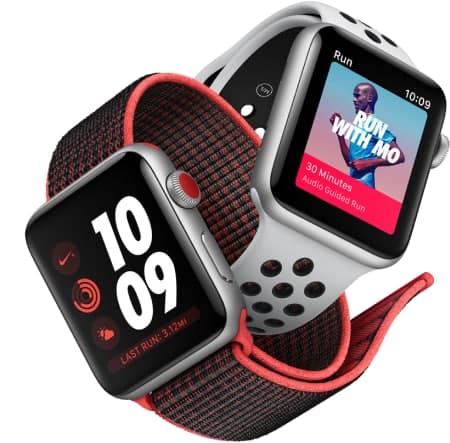 Run
10:09
RUN
WITH MO
30 Minutes
Audio Guided Run
10
09
LAST RUN: 3.12MI